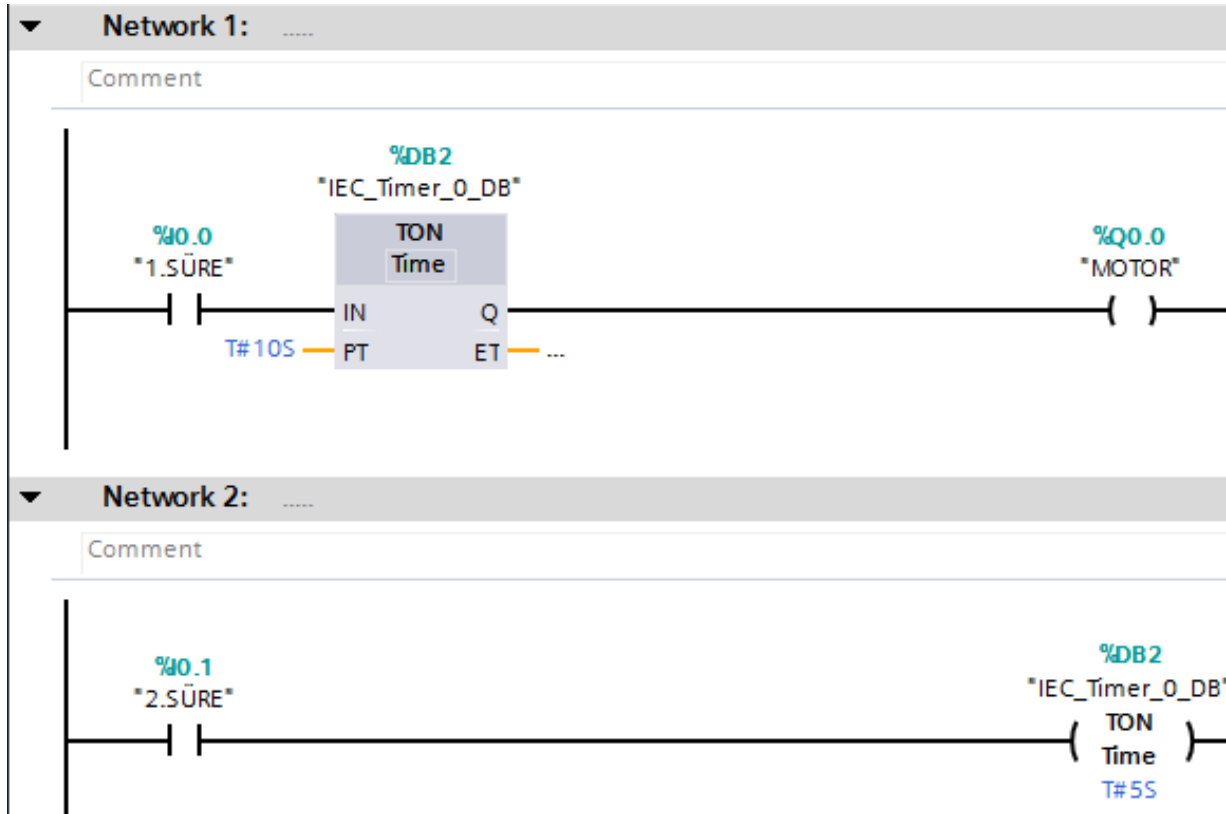 Network 1: .....
Comment
%DB2
"IEC_Timer_0_DB"
%I0.0
"1.SÜRE"
TON
Time
%Q0.0
"MOTOR"
IN Q
T#10S PT ET ...
Network 2: .....
Comment
%I0.1
"2.SÜRE"
%DB2
"IEC_Timer_0_DB"
TON
Time
T#5S